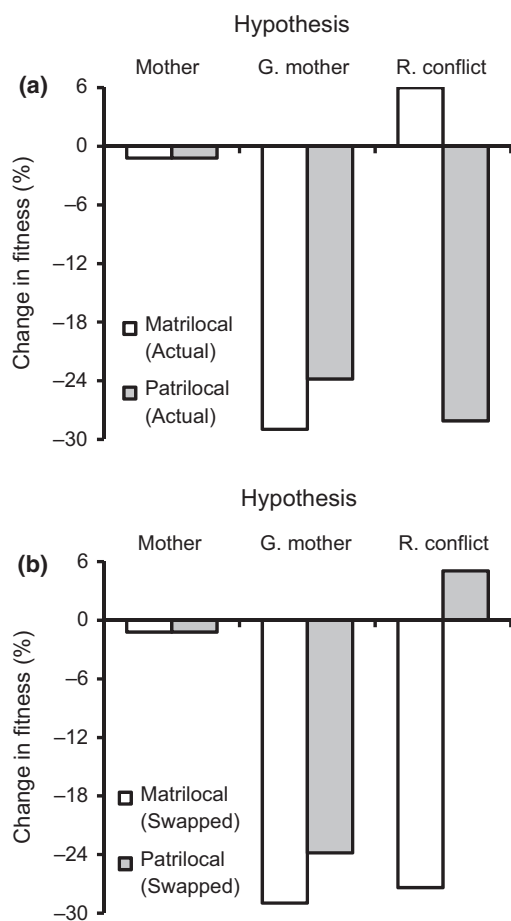 Hypothesis
Mother G. mother R. conflict
(a)
6
0
–6
–12
–18
–24
–30
Change in fitness (%)
Matrilocal
(Actual)
Patrilocal
(Actual)
Hypothesis
Mother G. mother R. conflict
(b)
6
0
–6
–12
–18
–24
–30
Change in fitness (%)
Matrilocal
(Swapped)
Patrilocal
(Swapped)